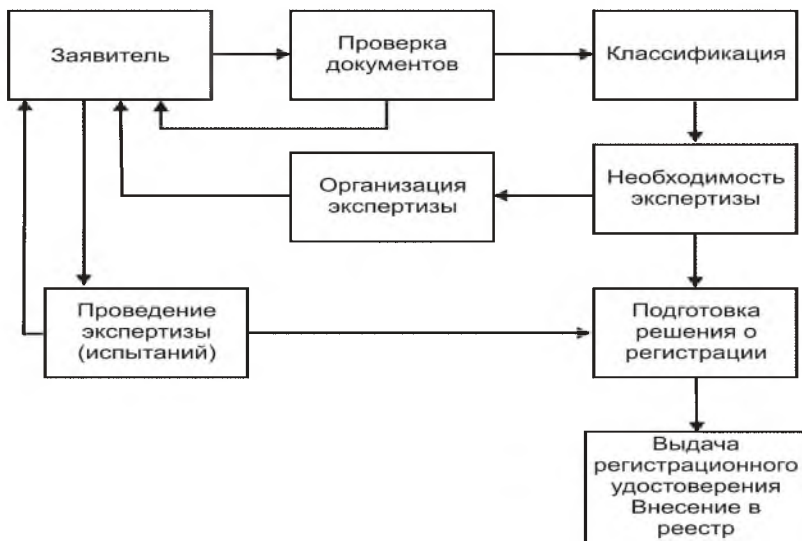 Заявитель
Проверка
документов
Классификация
Организация
экспертизы
Необходимость
экспертизы
Проведение
экспертизы
(испытаний)
Подготовка
решения о
регистрации
Выдача
регистрационного
удостоверения
Внесение в
реестр